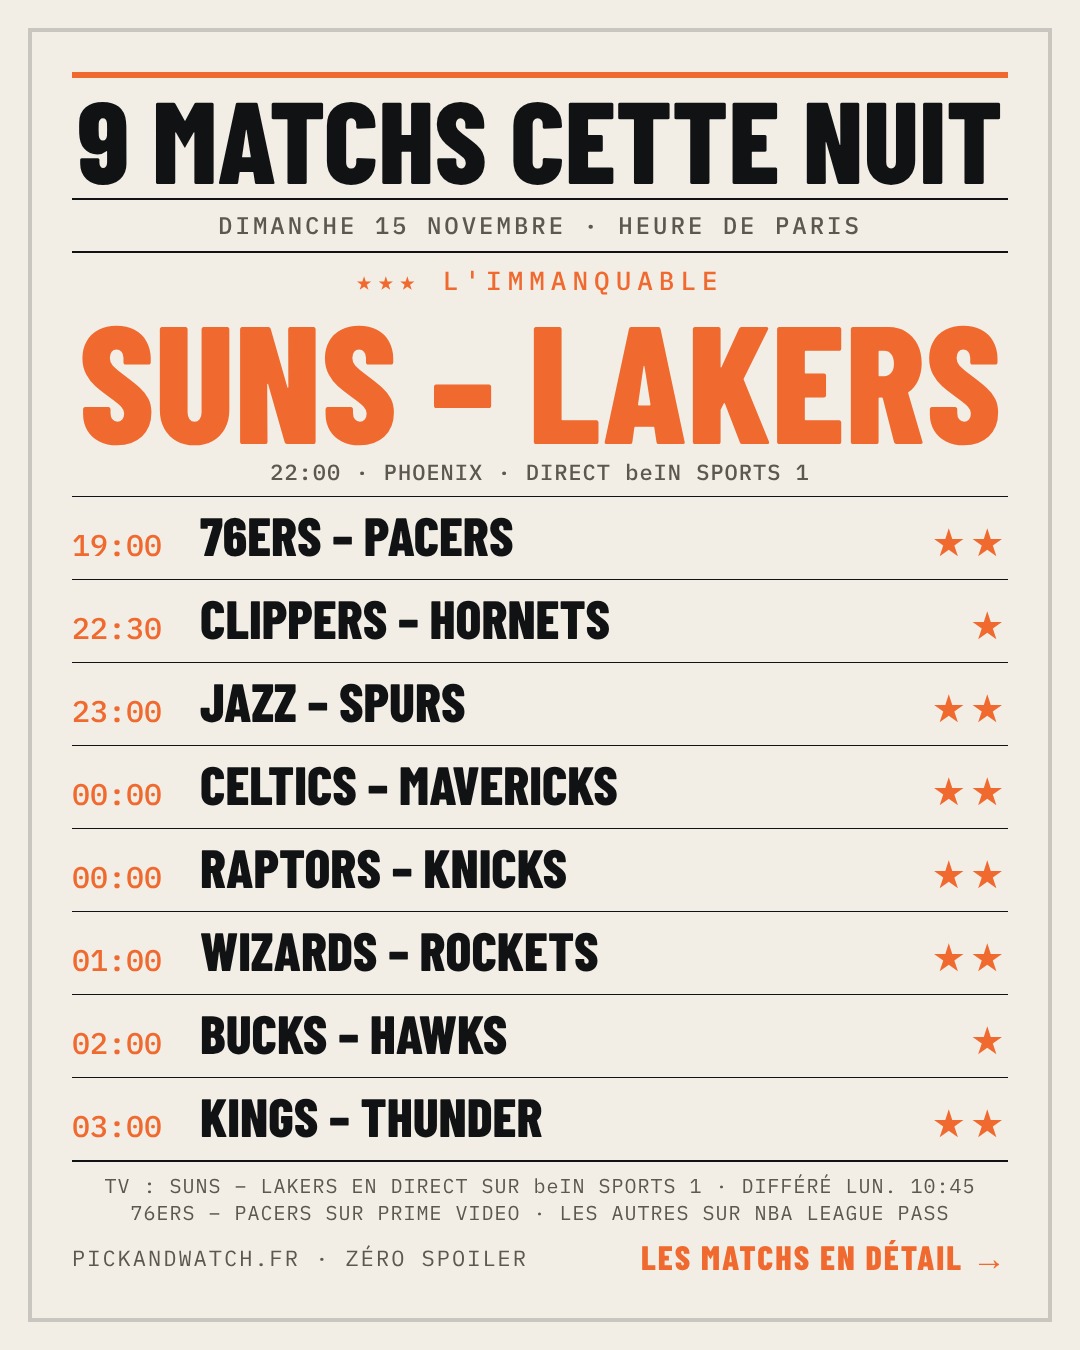 9 MATCHS CETTE NUIT
DIMANCHE 15 NOVEMBRE · HEURE DE PARIS
★★★ L'IMMANQUABLE
SUNS – LAKERS
22:00 · PHOENIX · DIRECT beIN SPORTS 1
19:00 76ERS – PACERS ★★
22:30 CLIPPERS – HORNETS ★
23:00 JAZZ – SPURS ★★
00:00 CELTICS – MAVERICKS ★★
00:00 RAPTORS – KNICKS ★★
01:00 WIZARDS – ROCKETS ★★
02:00 BUCKS – HAWKS ★
03:00 KINGS – THUNDER ★★
TV : SUNS – LAKERS EN DIRECT SUR beIN SPORTS 1 · DIFFÉRÉ LUN. 10:45
76ERS – PACERS SUR PRIME VIDEO · LES AUTRES SUR NBA LEAGUE PASS
PICKANDWATCH.FR · ZÉRO SPOILER LES MATCHS EN DÉTAIL →